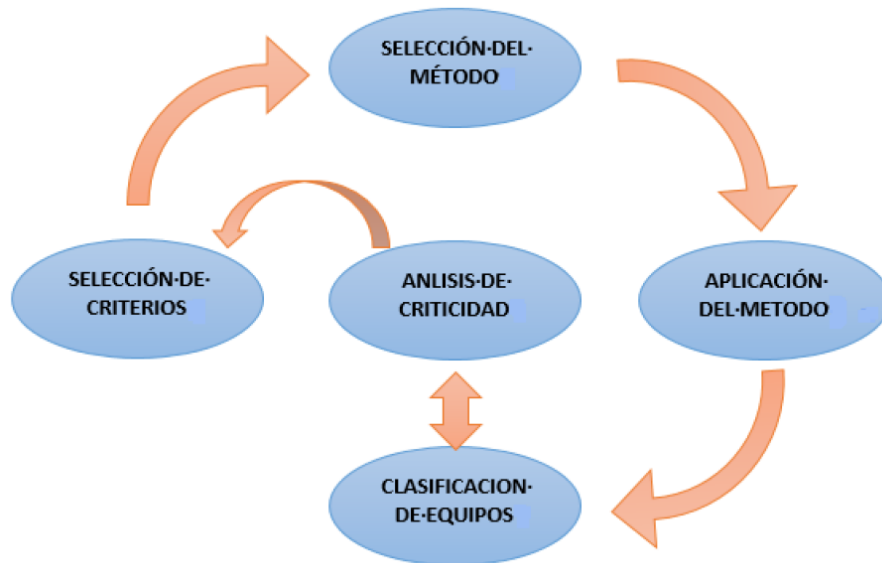 SELECCIÓN·DEL·
MÉTODO
SELECCIÓN·DE·
CRITERIOS
ANLISIS·DE·
CRITICIDAD
APLICACIÓN
DEL·METODO
CLASIFICACION·
DE·EQUIPOS